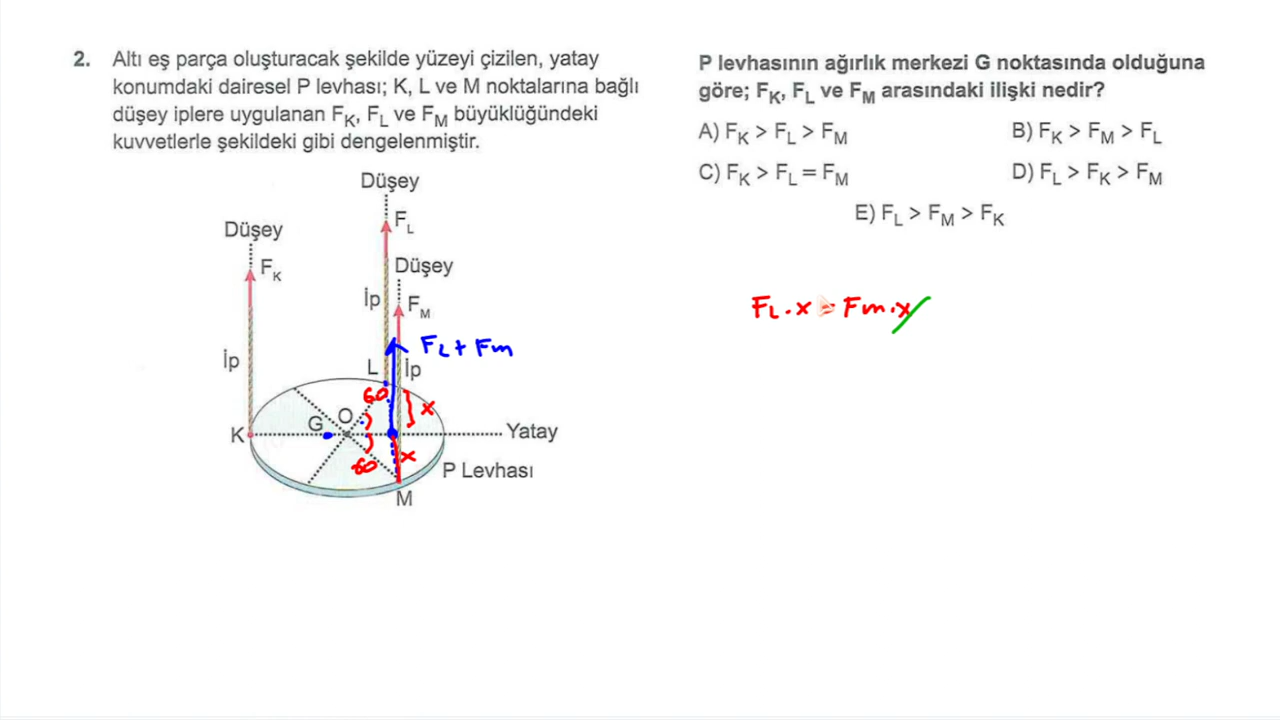 2. Altı eş parça oluşturacak şekilde yüzeyi çizilen, yatay
konumdaki dairesel P levhası; K, L ve M noktalarına bağlı
düşey iplere uygulanan FK, FL ve FM büyüklüğündeki
kuvvetlerle şekildeki gibi dengelenmiştir.
Düşey
FL
Düşey
FK
Düşey
İp
FM
FL + Fm
İp
L
İp
60
x
O
G
K
Yatay
60
x
P Levhası
M
P levhasının ağırlık merkezi G noktasında olduğuna
göre; FK, FL ve FM arasındaki ilişki nedir?
A) FK > FL > FM
B) FK > FM > FL
C) FK > FL = FM
D) FL > FK > FM
E) FL > FM > FK
FL . x = Fm . x